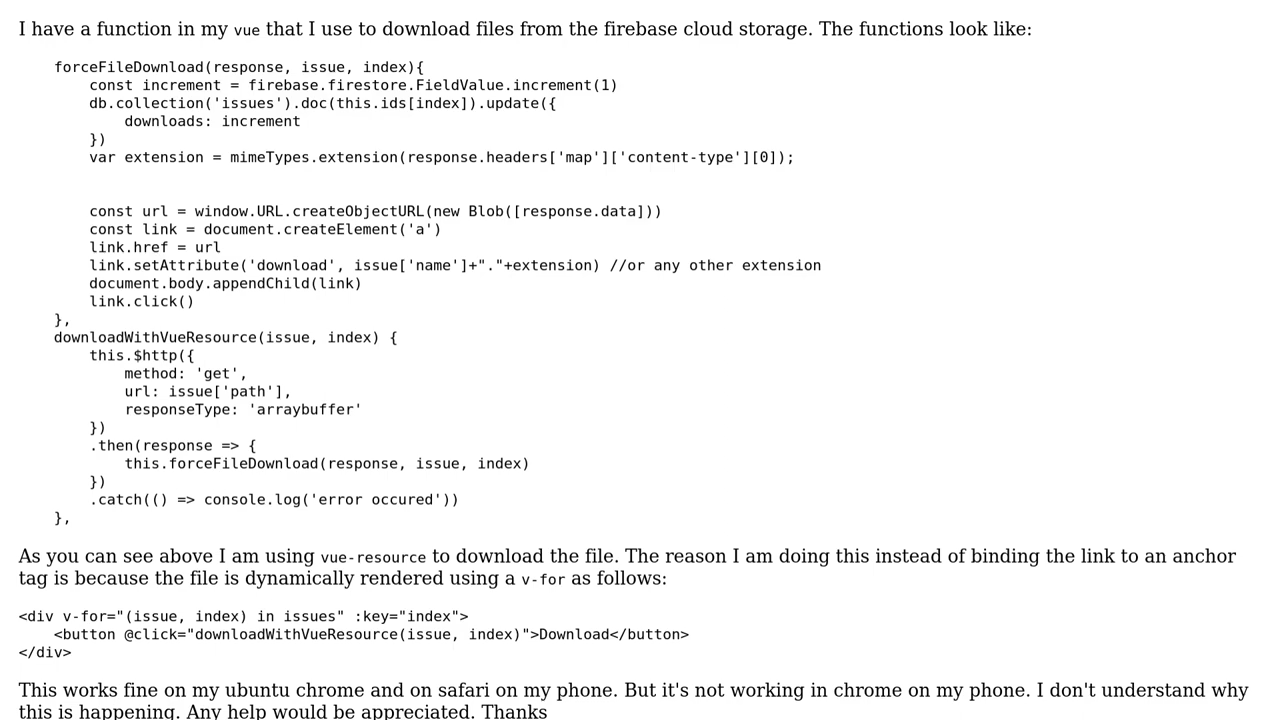 I have a function in my vue that I use to download files from the firebase cloud storage. The functions look like:
forceFileDownload(response, issue, index){
const increment = firebase.firestore.FieldValue.increment(1)
db.collection('issues').doc(this.ids[index]).update({
downloads: increment
})
var extension = mimeTypes.extension(response.headers['map']['content-type'][0]);
const url = window.URL.createObjectURL(new Blob([response.data]))
const link = document.createElement('a')
link.href = url
link.setAttribute('download', issue['name']+"."+extension) //or any other extension
document.body.appendChild(link)
link.click()
},
downloadWithVueResource(issue, index) {
this.$http({
method: 'get',
url: issue['path'],
responseType: 'arraybuffer'
})
.then(response => {
this.forceFileDownload(response, issue, index)
})
.catch(() => console.log('error occured'))
},
As you can see above I am using vue-resource to download the file. The reason I am doing this instead of binding the link to an anchor
tag is because the file is dynamically rendered using a v-for as follows:
<div v-for="(issue, index) in issues" :key="index">
<button @click="downloadWithVueResource(issue, index)">Download</button>
</div>
This works fine on my ubuntu chrome and on safari on my phone. But it's not working in chrome on my phone. I don't understand why
this is happening. Any help would be appreciated. Thanks